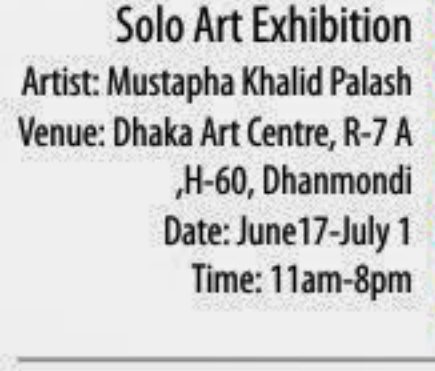 Solo Art Exhibition
Artist: Mustapha Khalid Palash
Venue: Dhaka Art Centre, R-7 A
,H-60, Dhanmondi
Date: June17-July 1
Time: 11am-8pm